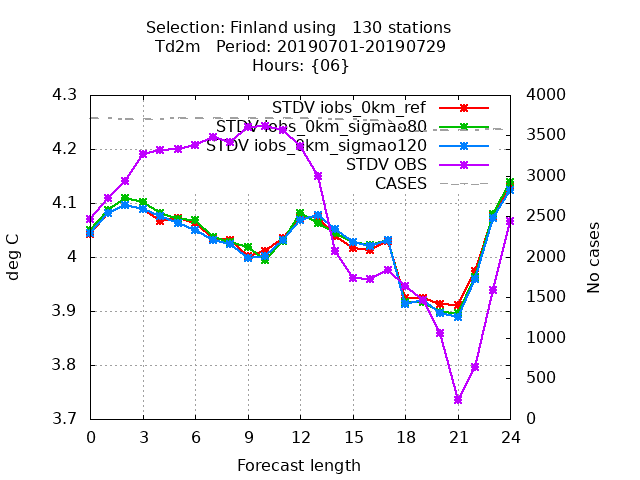 Selection: Finland using   130 stations
Td2m   Period: 20190701-20190729
Hours: {06}
4.3
4.2
4.1
4
3.9
3.8
3.7
deg C
STDV iobs_0km_ref
STDV iobs_0km_sigmao80
STDV iobs_0km_sigmao120
STDV OBS
CASES
4000
3500
3000
2500
2000
1500
1000
500
0
No cases
0 3 6 9 12 15 18 21 24
Forecast length